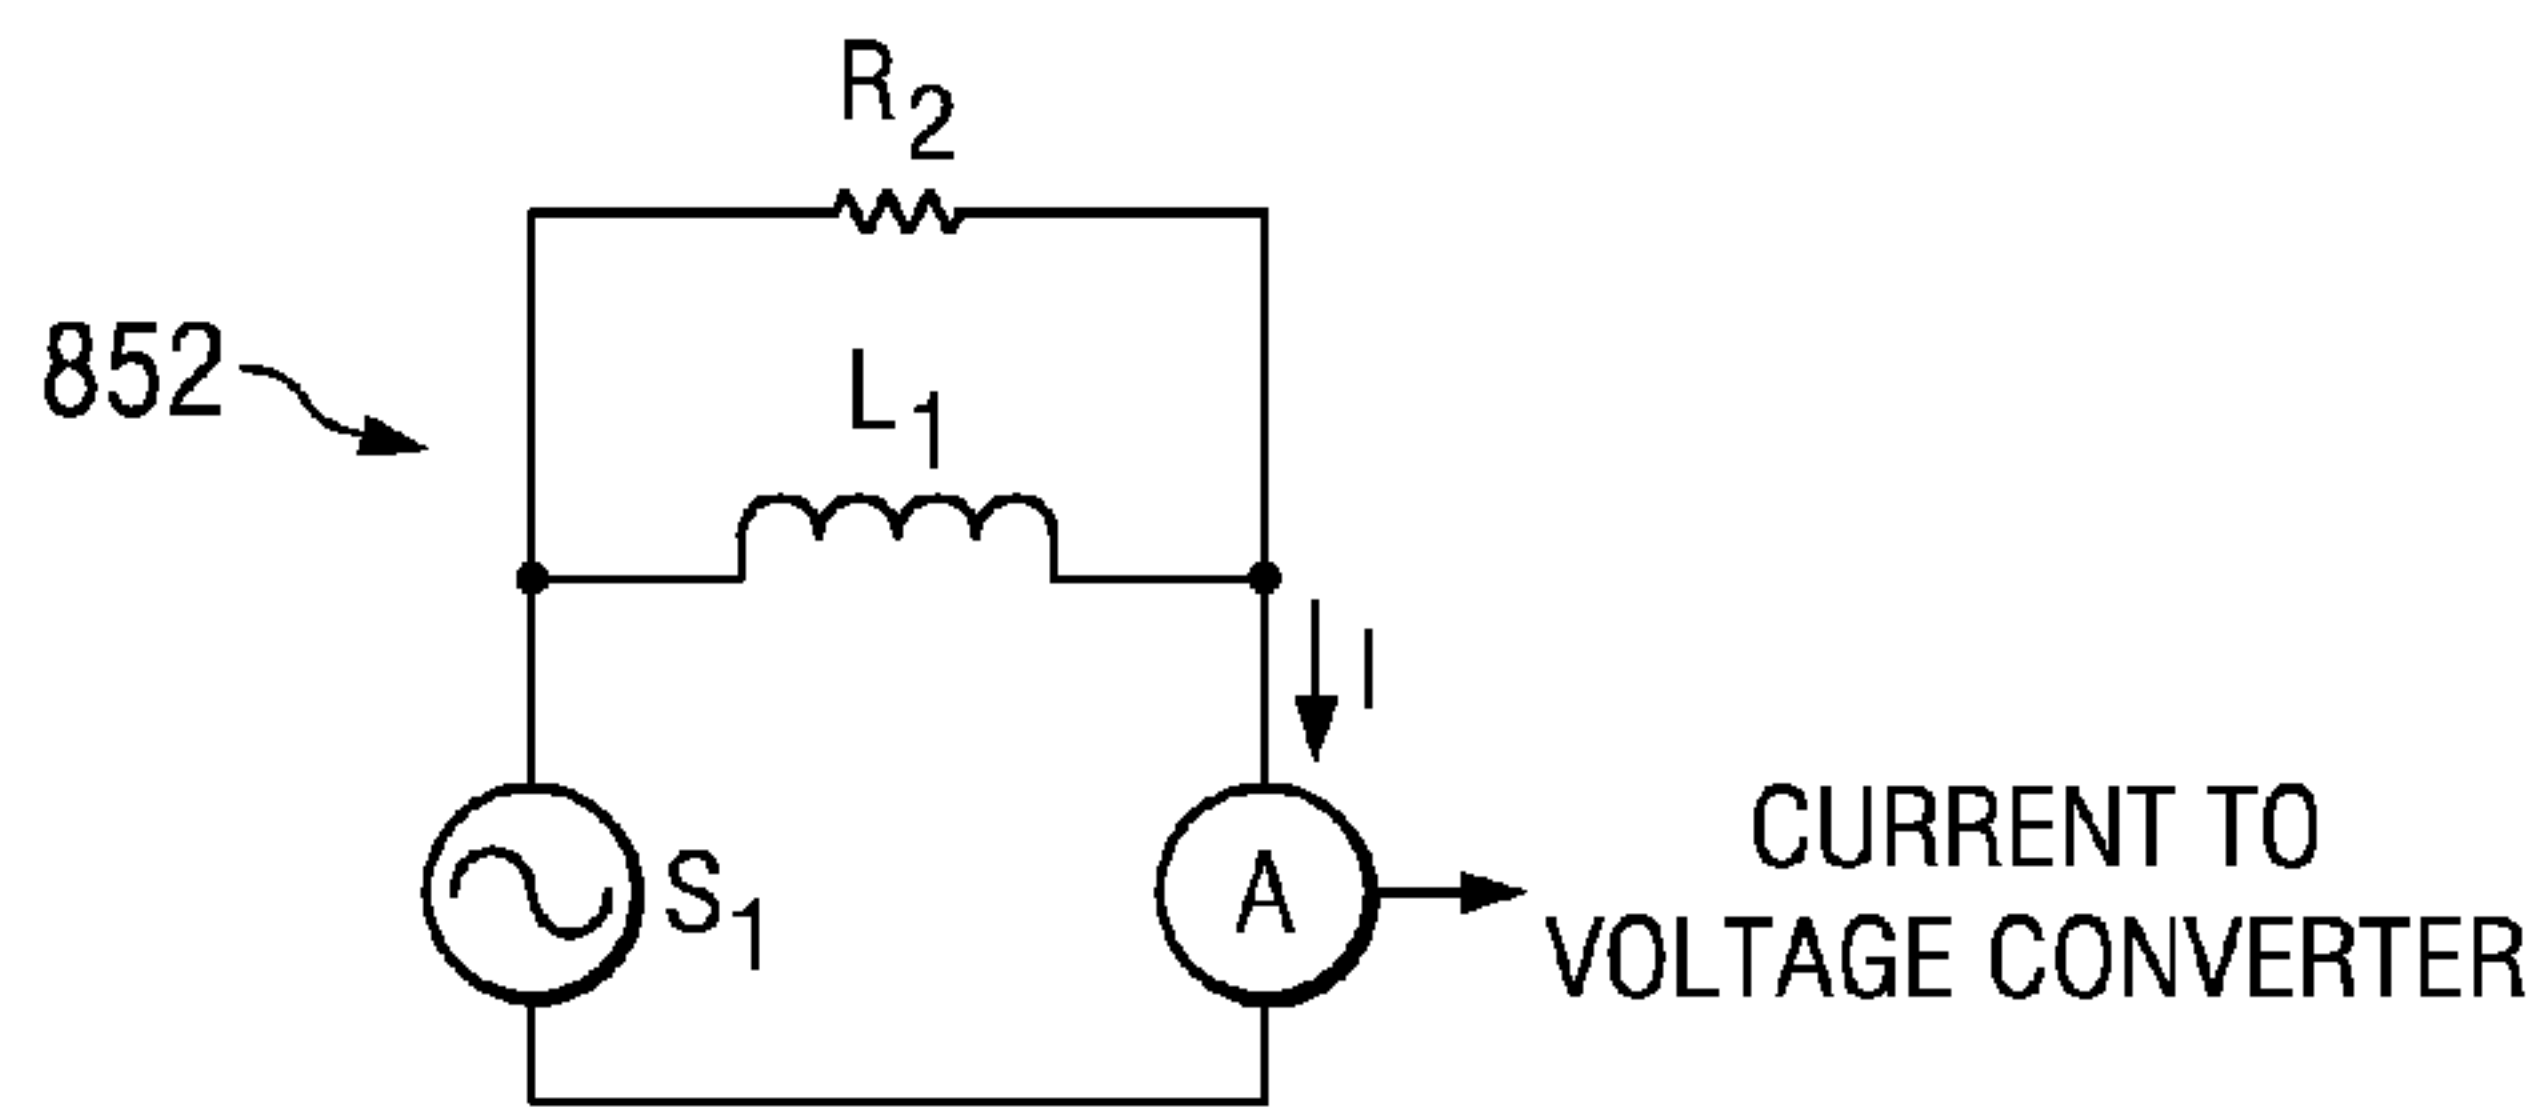 R2
852
L1
I
S1
A
CURRENT TO
VOLTAGE CONVERTER